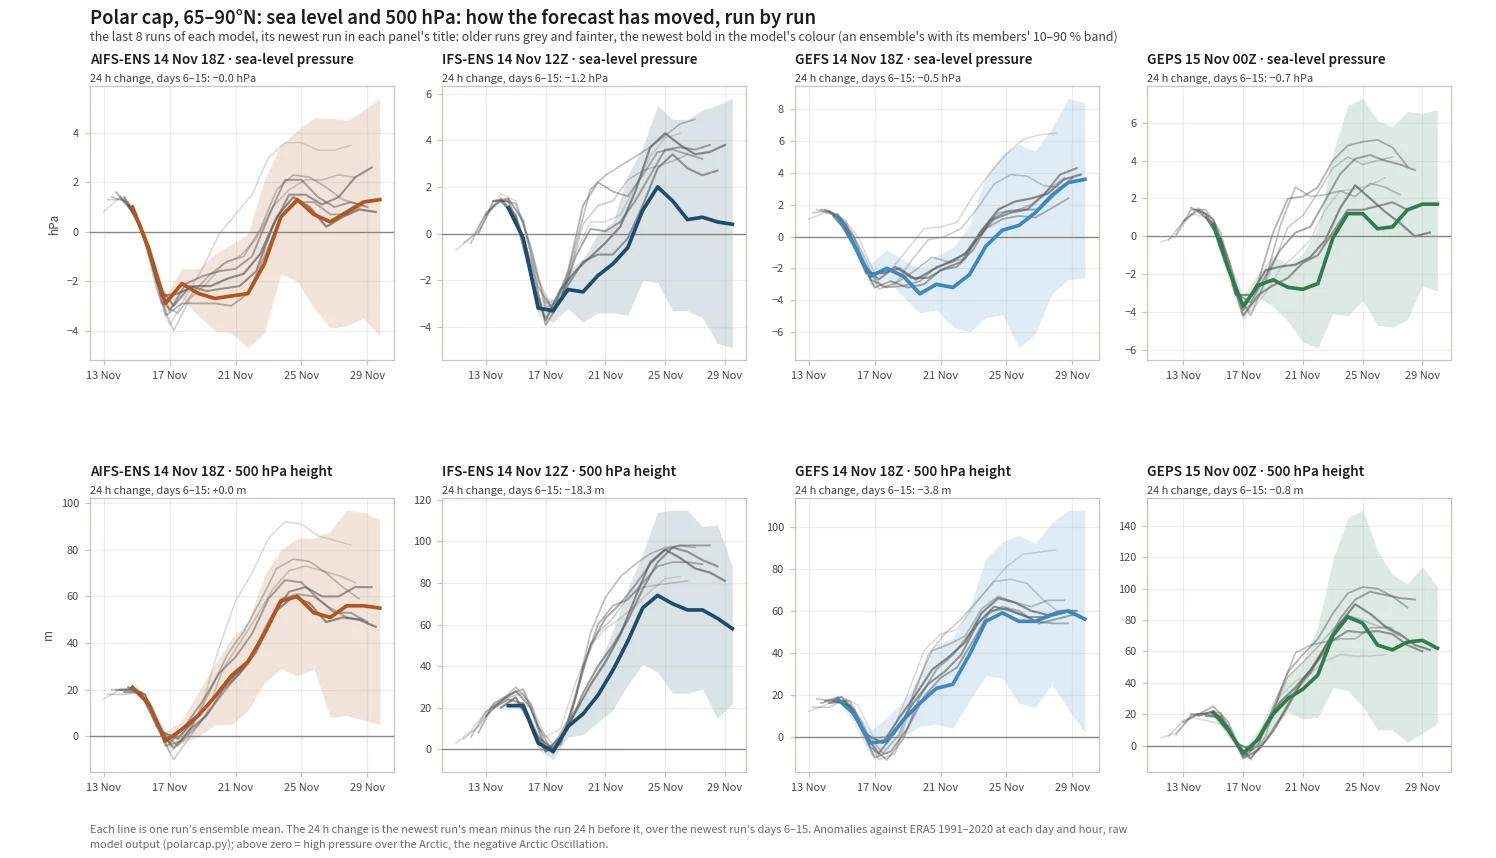 Polar cap, 65–90°N: sea level and 500 hPa: how the forecast has moved, run by run
the last 8 runs of each model, its newest run in each panel's title: older runs grey and fainter, the newest bold in the model's colour (an ensemble's with its members' 10–90 % band)
AIFS-ENS 14 Nov 18Z · sea-level pressure
24 h change, days 6–15: −0.0 hPa
hPa
4
2
0
−2
−4
13 Nov 17 Nov 21 Nov 25 Nov 29 Nov
IFS-ENS 14 Nov 12Z · sea-level pressure
24 h change, days 6–15: −1.2 hPa
6
4
2
0
−2
−4
13 Nov 17 Nov 21 Nov 25 Nov 29 Nov
GEFS 14 Nov 18Z · sea-level pressure
24 h change, days 6–15: −0.5 hPa
8
6
4
2
0
−2
−4
−6
13 Nov 17 Nov 21 Nov 25 Nov 29 Nov
GEPS 15 Nov 00Z · sea-level pressure
24 h change, days 6–15: −0.7 hPa
6
4
2
0
−2
−4
−6
13 Nov 17 Nov 21 Nov 25 Nov 29 Nov
AIFS-ENS 14 Nov 18Z · 500 hPa height
24 h change, days 6–15: +0.0 m
m
100
80
60
40
20
0
13 Nov 17 Nov 21 Nov 25 Nov 29 Nov
IFS-ENS 14 Nov 12Z · 500 hPa height
24 h change, days 6–15: −18.3 m
120
100
80
60
40
20
0
13 Nov 17 Nov 21 Nov 25 Nov 29 Nov
GEFS 14 Nov 18Z · 500 hPa height
24 h change, days 6–15: −3.8 m
100
80
60
40
20
0
13 Nov 17 Nov 21 Nov 25 Nov 29 Nov
GEPS 15 Nov 00Z · 500 hPa height
24 h change, days 6–15: −0.8 m
140
120
100
80
60
40
20
0
13 Nov 17 Nov 21 Nov 25 Nov 29 Nov
Each line is one run's ensemble mean. The 24 h change is the newest run's mean minus the run 24 h before it, over the newest run's days 6–15. Anomalies against ERA5 1991–2020 at each day and hour, raw
model output (polarcap.py); above zero = high pressure over the Arctic, the negative Arctic Oscillation.